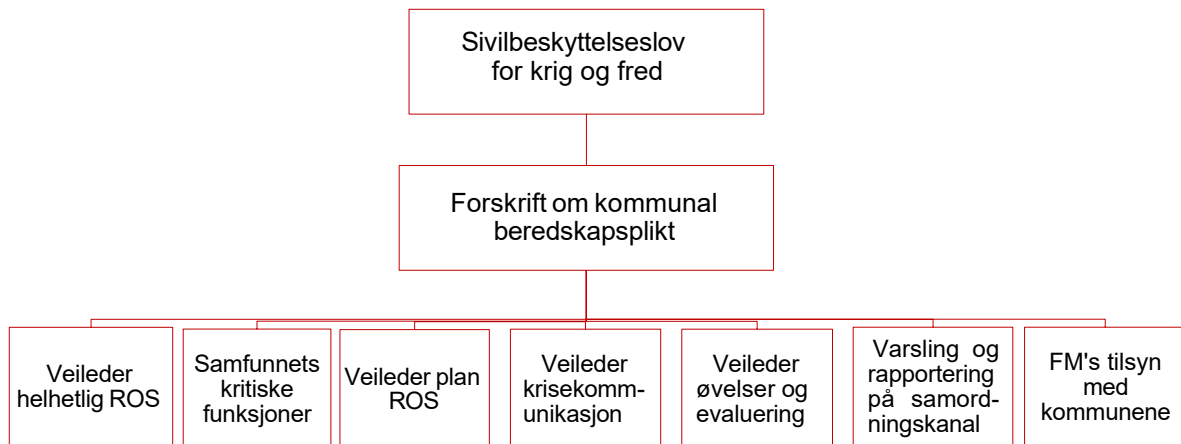 Sivilbeskyttelseslov
for krig og fred
Forskrift om kommunal
beredskapsplikt
Veileder
helhetlig ROS
Samfunnets
kritiske
funksjoner
Veileder plan
ROS
Veileder
krisekomm-
unikasjon
Veileder
øvelser og
evaluering
Varsling og
rapportering
på samord-
ningskanal
FM's tilsyn
med
kommunene